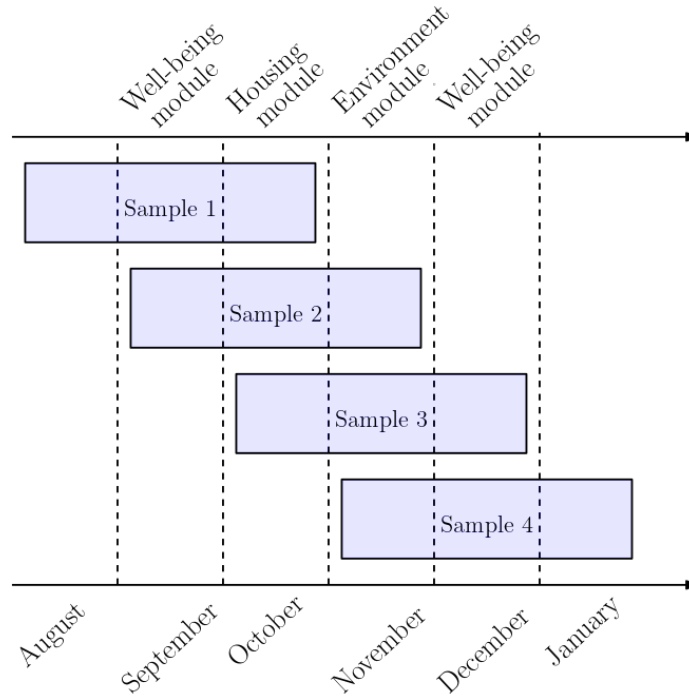 Well-being
module
Housing
module
Environment
module
Well-being
module
Sample 1
Sample 2
Sample 3
Sample 4
August
September
October
November
December
January